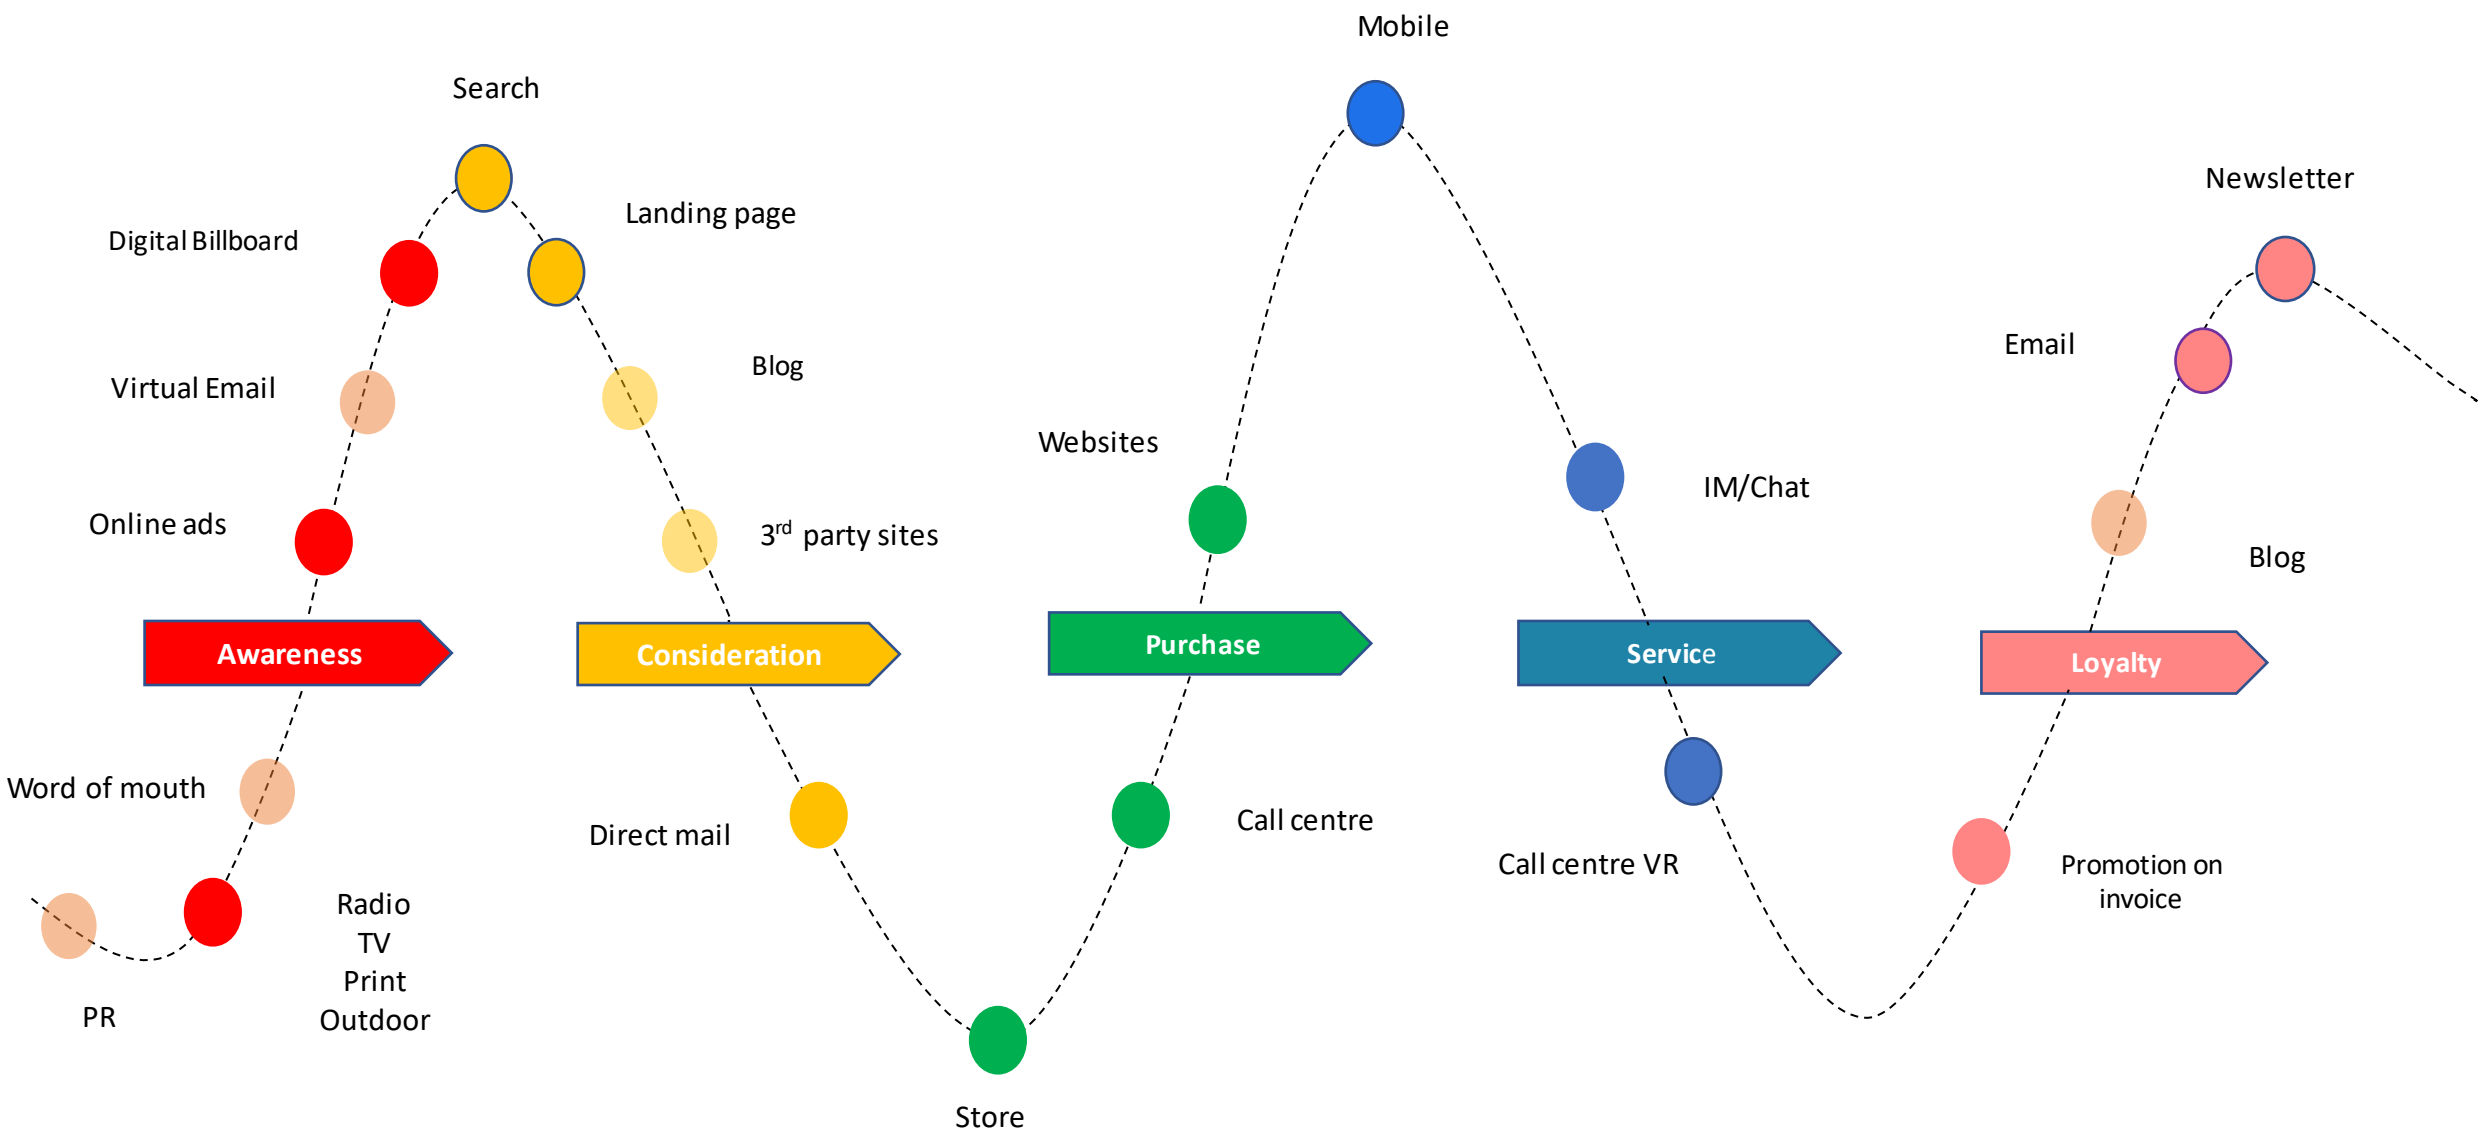 Mobile
Search
Newsletter
Landing page
Digital Billboard
Email
Blog
Virtual Email
Websites
IM/Chat
Online ads
3rd party sites
Blog
Awareness
Consideration
Purchase
Service
Loyalty
Word of mouth
Direct mail
Call centre
Call centre VR
Promotion on
invoice
Radio
TV
Print
Outdoor
PR
Store